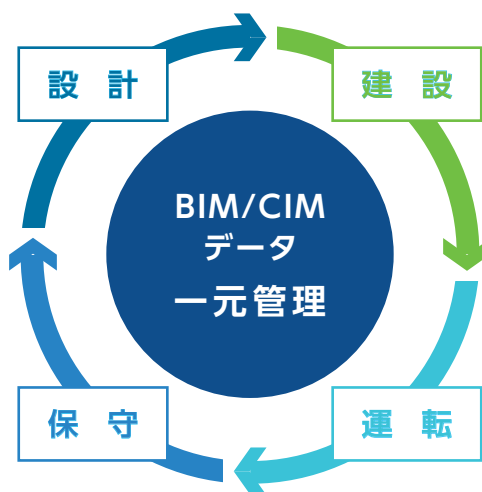 設 計
建 設
BIM/CIM
データ
一元管理
保 守
運 転